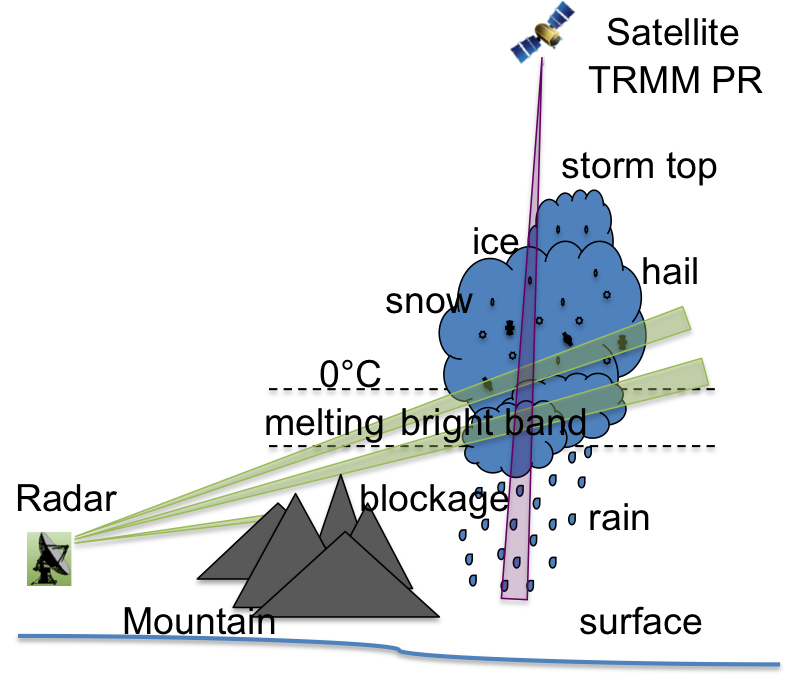 Satellite
TRMM PR
storm top
ice
hail
snow
0°C
melting bright band
Radar
blockage
rain
Mountain
surface